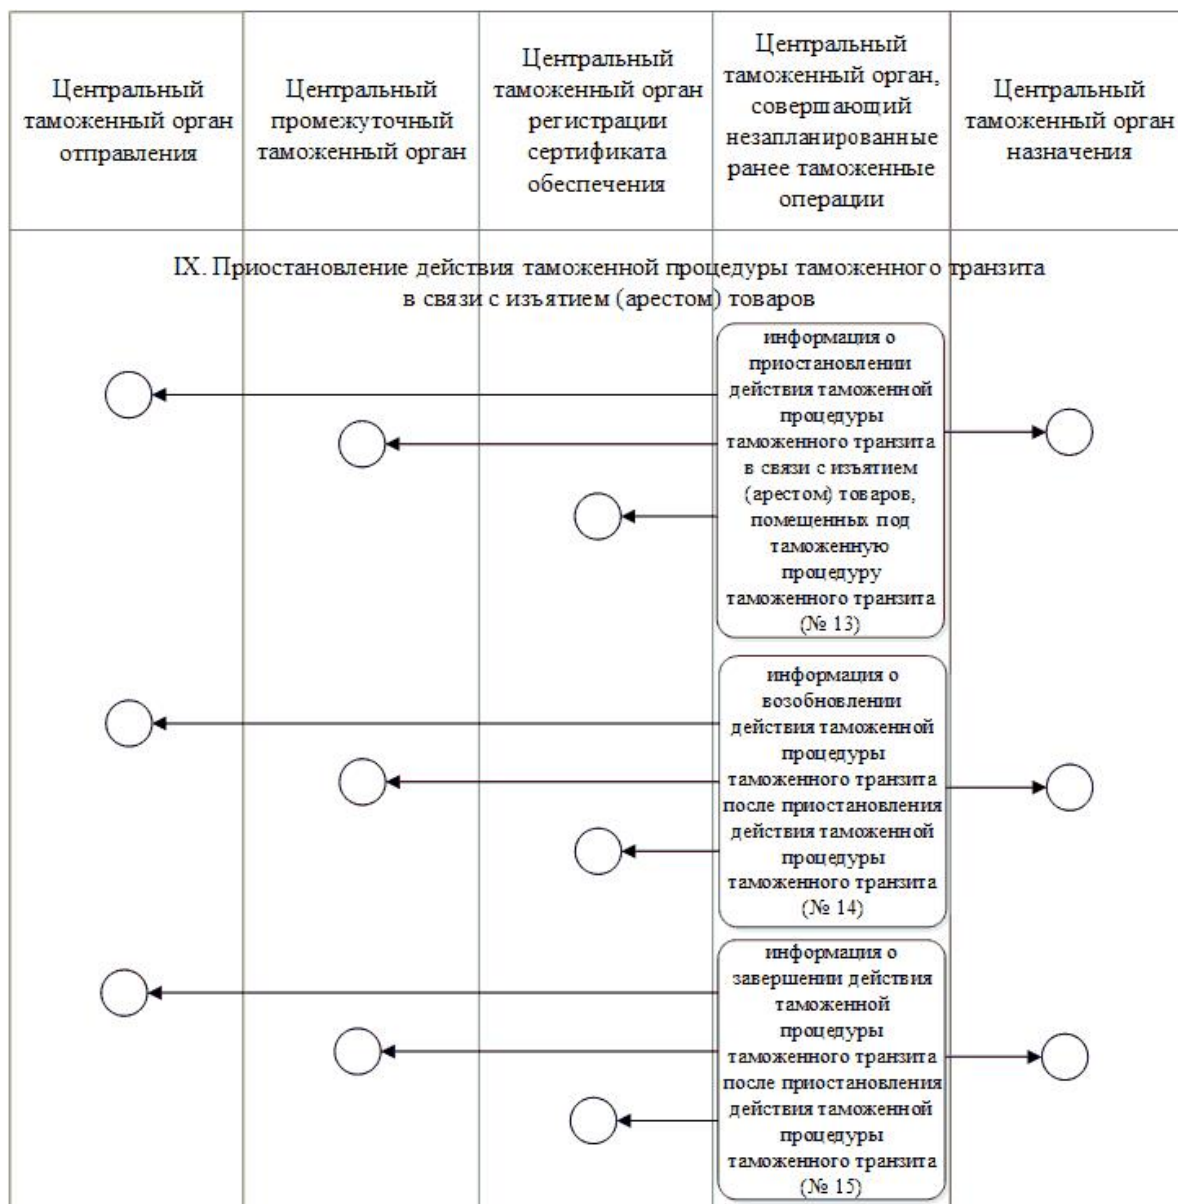 Центральный
таможенный орган
отправления
Центральный
промежуточный
таможенный орган
Центральный
таможенный орган
регистрации
сертификата
обеспечения
Центральный
таможенный орган,
совершающий
незапланированные
ранее таможенные
операции
Центральный
таможенный орган
назначения
IX. Приостановление действия таможенной процедуры таможенного транзита
в связи с изъятием (арестом) товаров
информация о
приостановлении
действия таможенной
процедуры
таможенного транзита
в связи с изъятием
(арестом) товаров,
помещенных под
таможенную
процедуру
таможенного транзита
(№ 13)
информация о
возобновлении
действия таможенной
процедуры
таможенного транзита
после приостановления
действия таможенной
процедуры
таможенного транзита
(№ 14)
информация о
завершении действия
таможенной
процедуры
таможенного транзита
после приостановления
действия таможенной
процедуры
таможенного транзита
(№ 15)